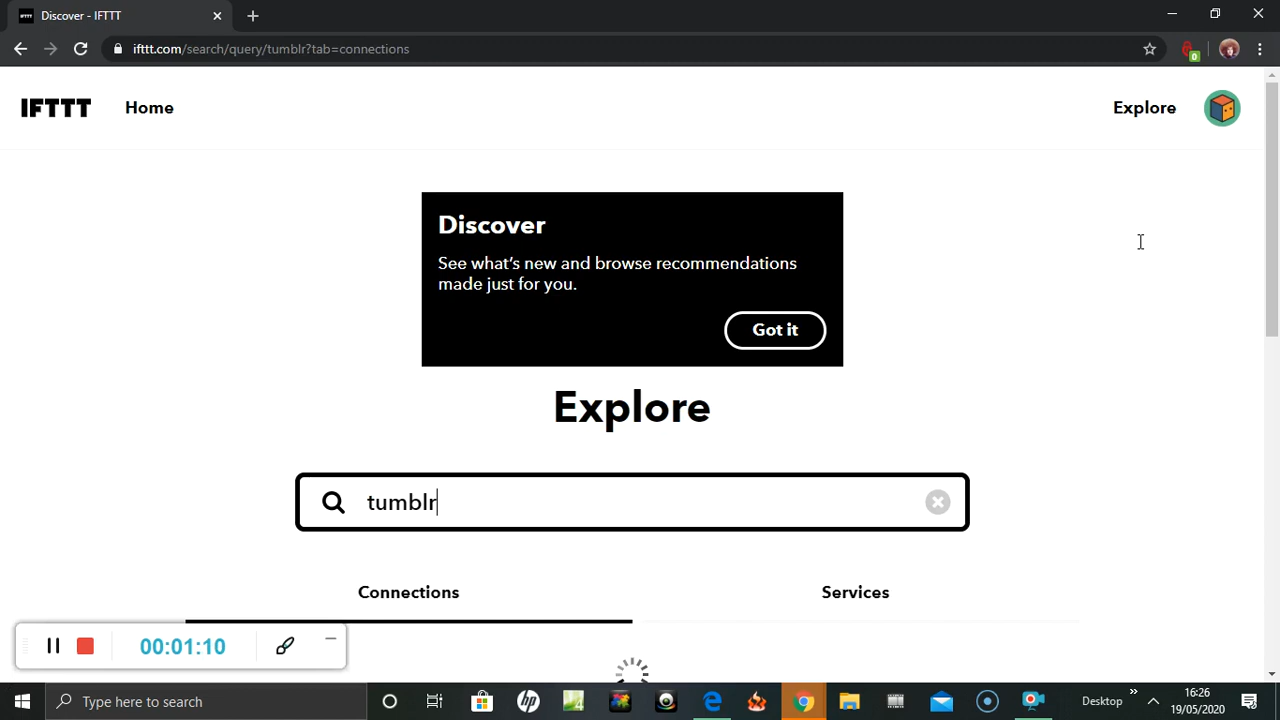 Discover - IFTTT
ifttt.com/search/query/tumblr?tab=connections
0
IFTTT
Home
Explore
Discover
See what's new and browse recommendations
made just for you.
Got it
Explore
tumblr
Connections
Services
00:01:10
Type here to search
hp
Desktop
16:26
19/05/2020